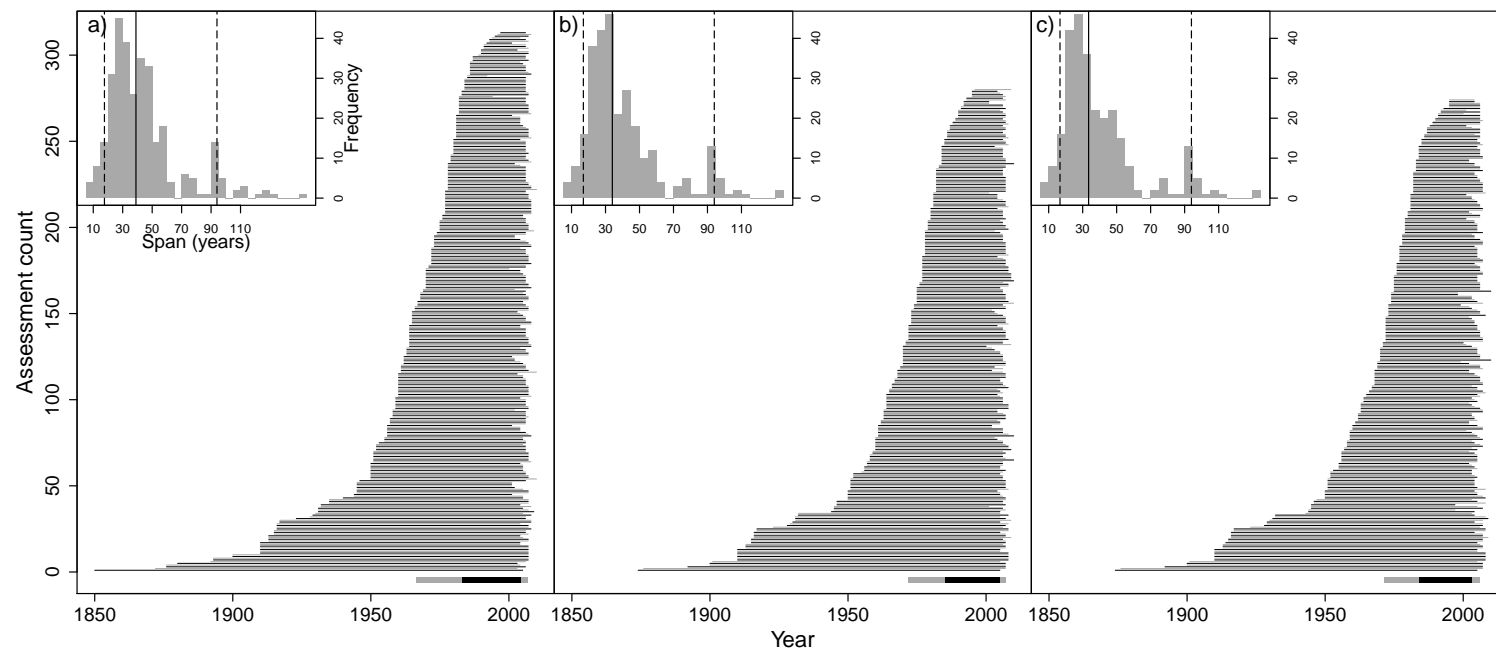 a)
b)
c)
0 10 20 30 40
Frequency
0 10 20 30 40
0 10 20 30 40
10 30 50 70 90 110
Span (years)
10 30 50 70 90 110
10 30 50 70 90 110
Assessment count
0 50 100 150 200 250 300
1850 1900 1950 2000
1850 1900 1950 2000
1850 1900 1950 2000
Year